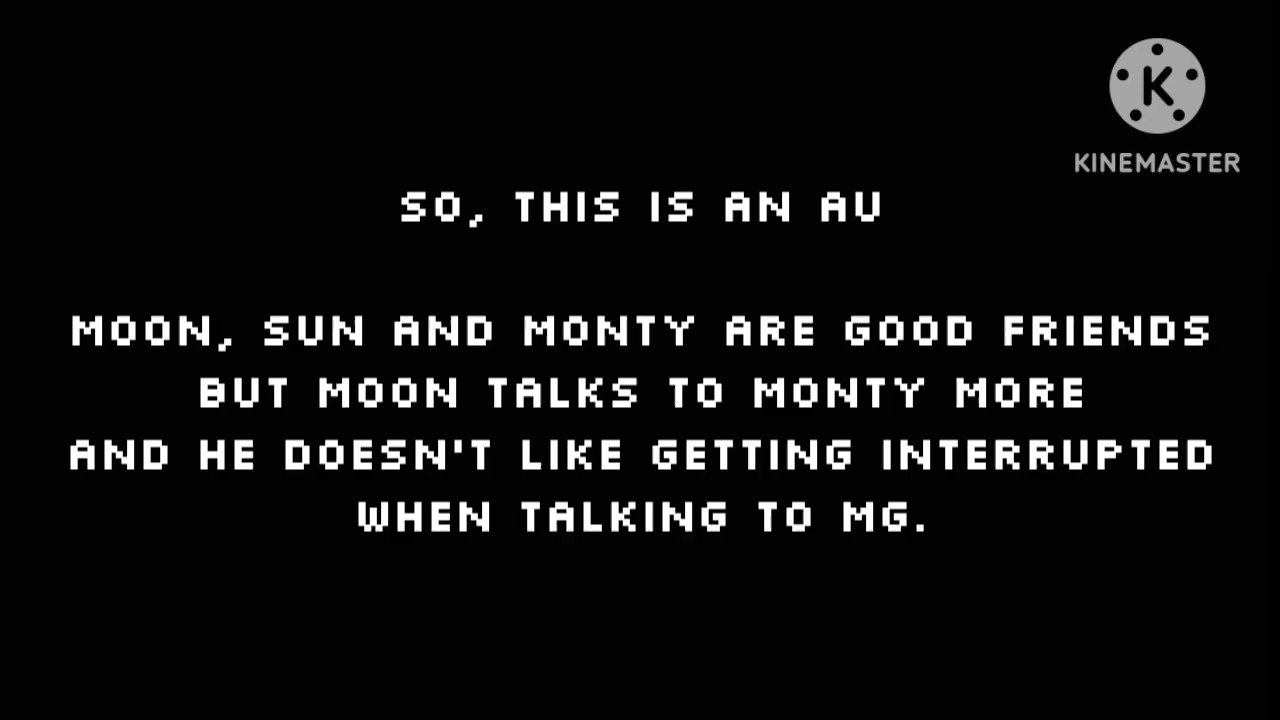 K
KINEMASTER
SO, THIS IS AN AU
MOON, SUN AND MONTY ARE GOOD FRIENDS
BUT MOON TALKS TO MONTY MORE
AND HE DOESN'T LIKE GETTING INTERRUPTED
WHEN TALKING TO MG.